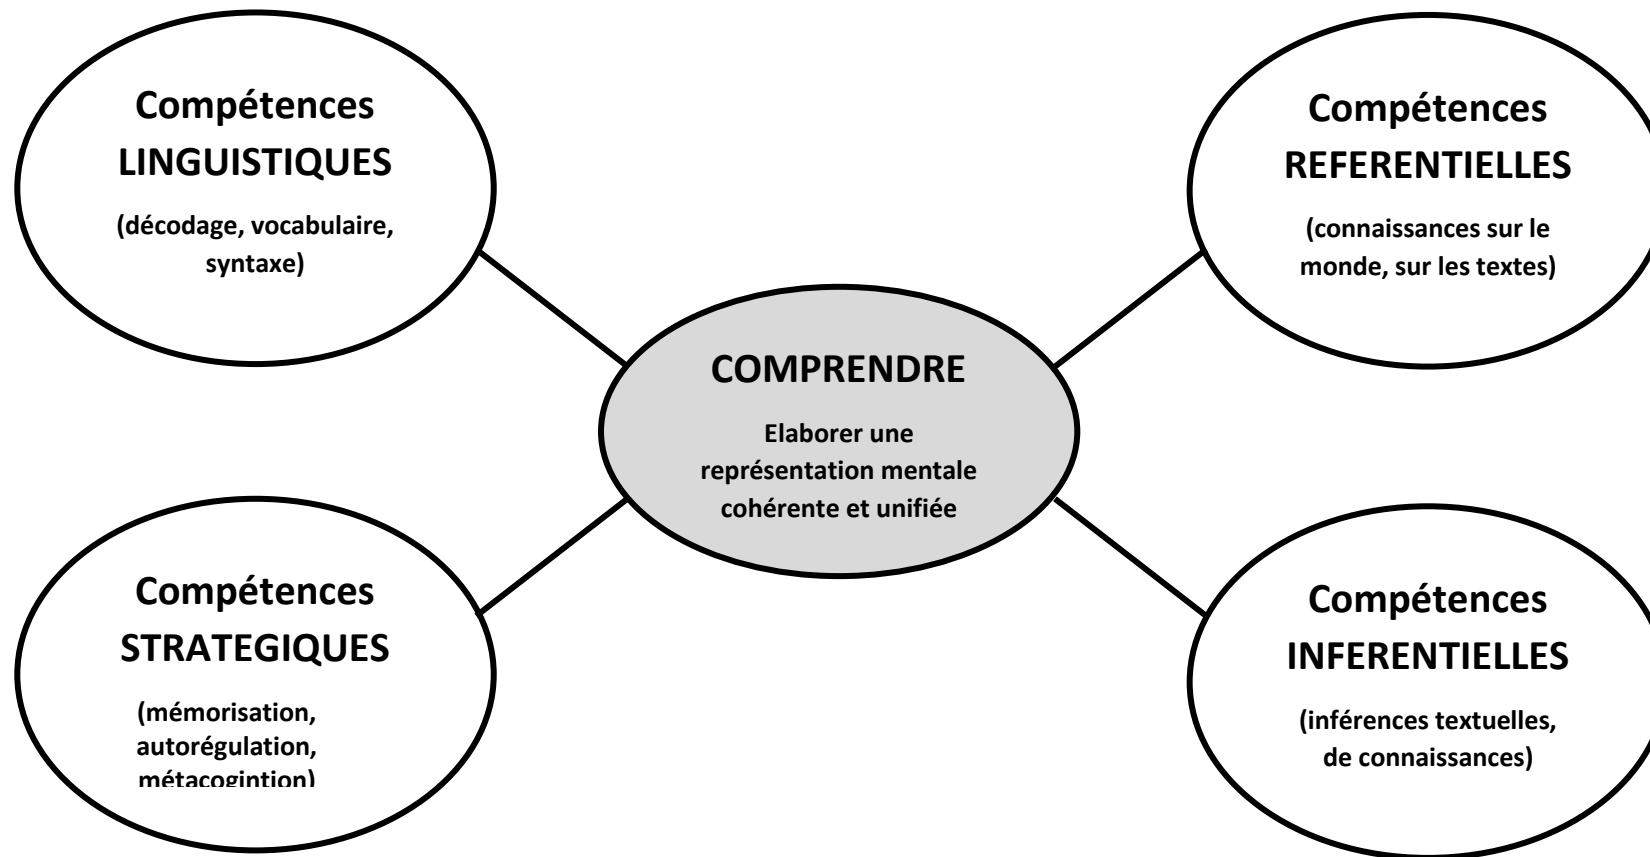 Compétences
LINGUISTIQUES
(décodage, vocabulaire,
syntaxe)
Compétences
REFERENTIELLES
(connaissances sur le
monde, sur les textes)
COMPRENDRE
Elaborer une
représentation mentale
cohérente et unifiée
Compétences
STRATEGIQUES
(mémorisation,
autorégulation,
métacogintion)
Compétences
INFERENTIELLES
(inférences textuelles,
de connaissances)